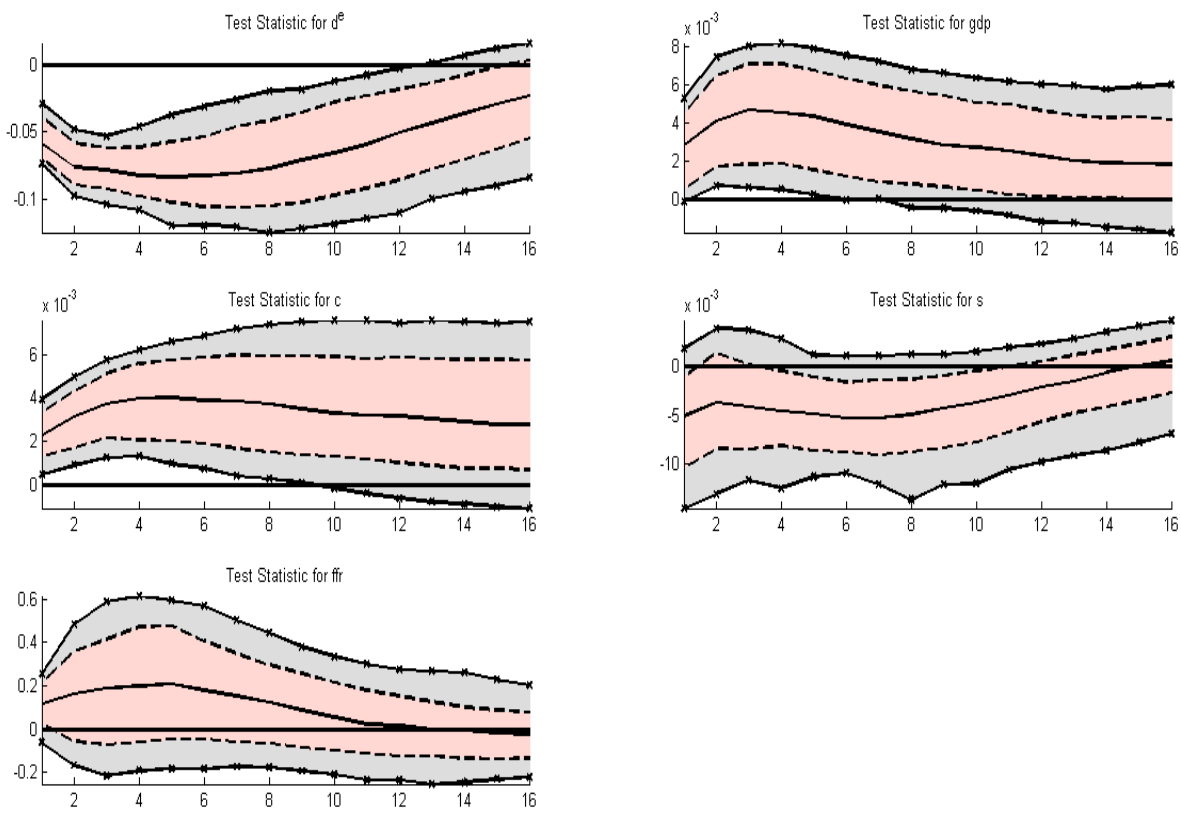 Test Statistic for dᵉ
0
-0.05
-0.1
2 4 6 8 10 12 14 16
Test Statistic for gdp
x 10⁻³
8
6
4
2
0
2 4 6 8 10 12 14 16
Test Statistic for c
x 10⁻³
6
4
2
0
2 4 6 8 10 12 14 16
Test Statistic for s
x 10⁻³
0
-5
-10
2 4 6 8 10 12 14 16
Test Statistic for ffr
0.6
0.4
0.2
0
-0.2
2 4 6 8 10 12 14 16